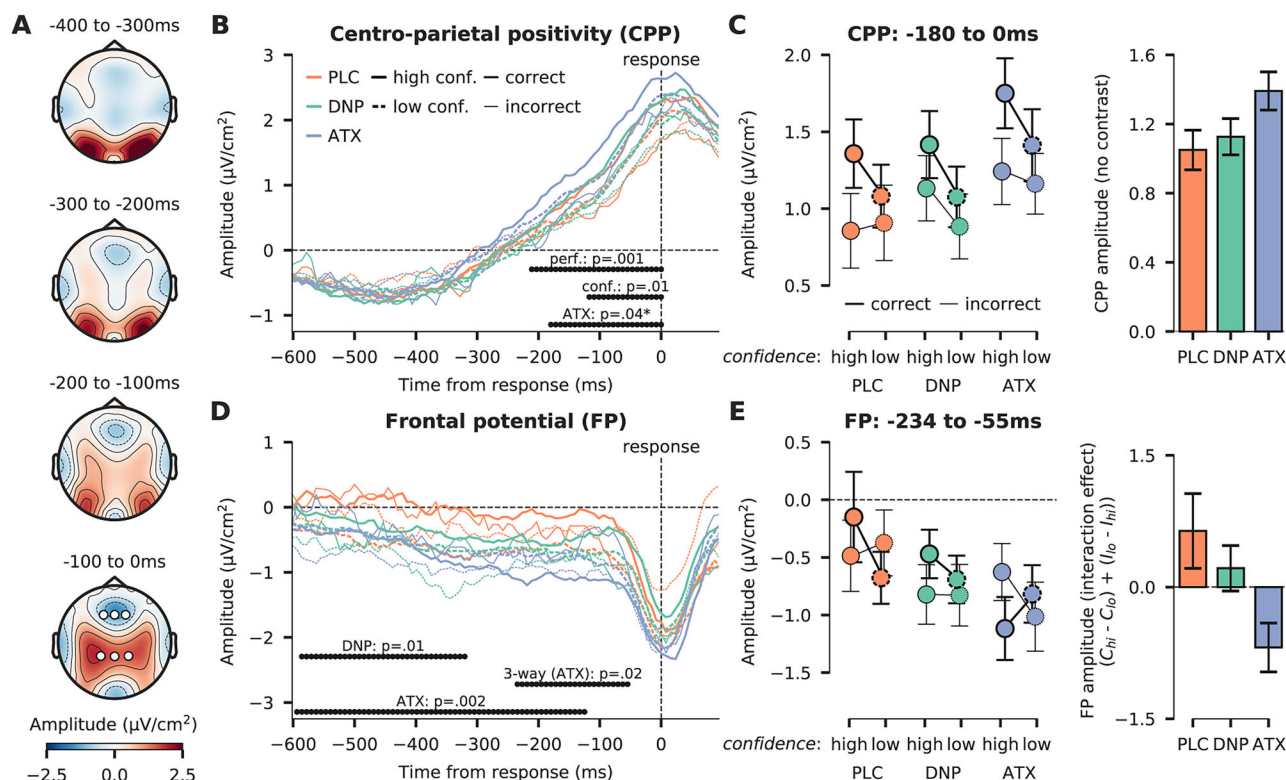 A
-400 to -300ms
-300 to -200ms
-200 to -100ms
-100 to 0ms
Amplitude (μV/cm²)
−2.5 0.0 2.5
B
Centro-parietal positivity (CPP)
response
PLC high conf. correct
DNP low conf. incorrect
ATX
Amplitude (μV/cm²)
3
2
1
0
−1
perf.: p=.001
conf.: p=.01
ATX: p=.04*
−600 −500 −400 −300 −200 −100 0
Time from response (ms)
C
CPP: -180 to 0ms
Amplitude (μV/cm²)
2.0
1.5
1.0
0.5
correct incorrect
confidence: high low high low high low
PLC DNP ATX
CPP amplitude (no contrast)
1.6
1.2
0.8
0.4
0.0
PLC DNP ATX
D
Frontal potential (FP)
response
Amplitude (μV/cm²)
1
0
−1
−2
−3
DNP: p=.01
3-way (ATX): p=.02
ATX: p=.002
−600 −500 −400 −300 −200 −100 0
Time from response (ms)
E
FP: -234 to -55ms
Amplitude (μV/cm²)
0.5
0.0
−0.5
−1.0
−1.5
confidence: high low high low high low
PLC DNP ATX
FP amplitude (interaction effect)
(C_hi - C_lo) + (I_lo - I_hi))
1.5
0.0
−1.5
PLC DNP ATX